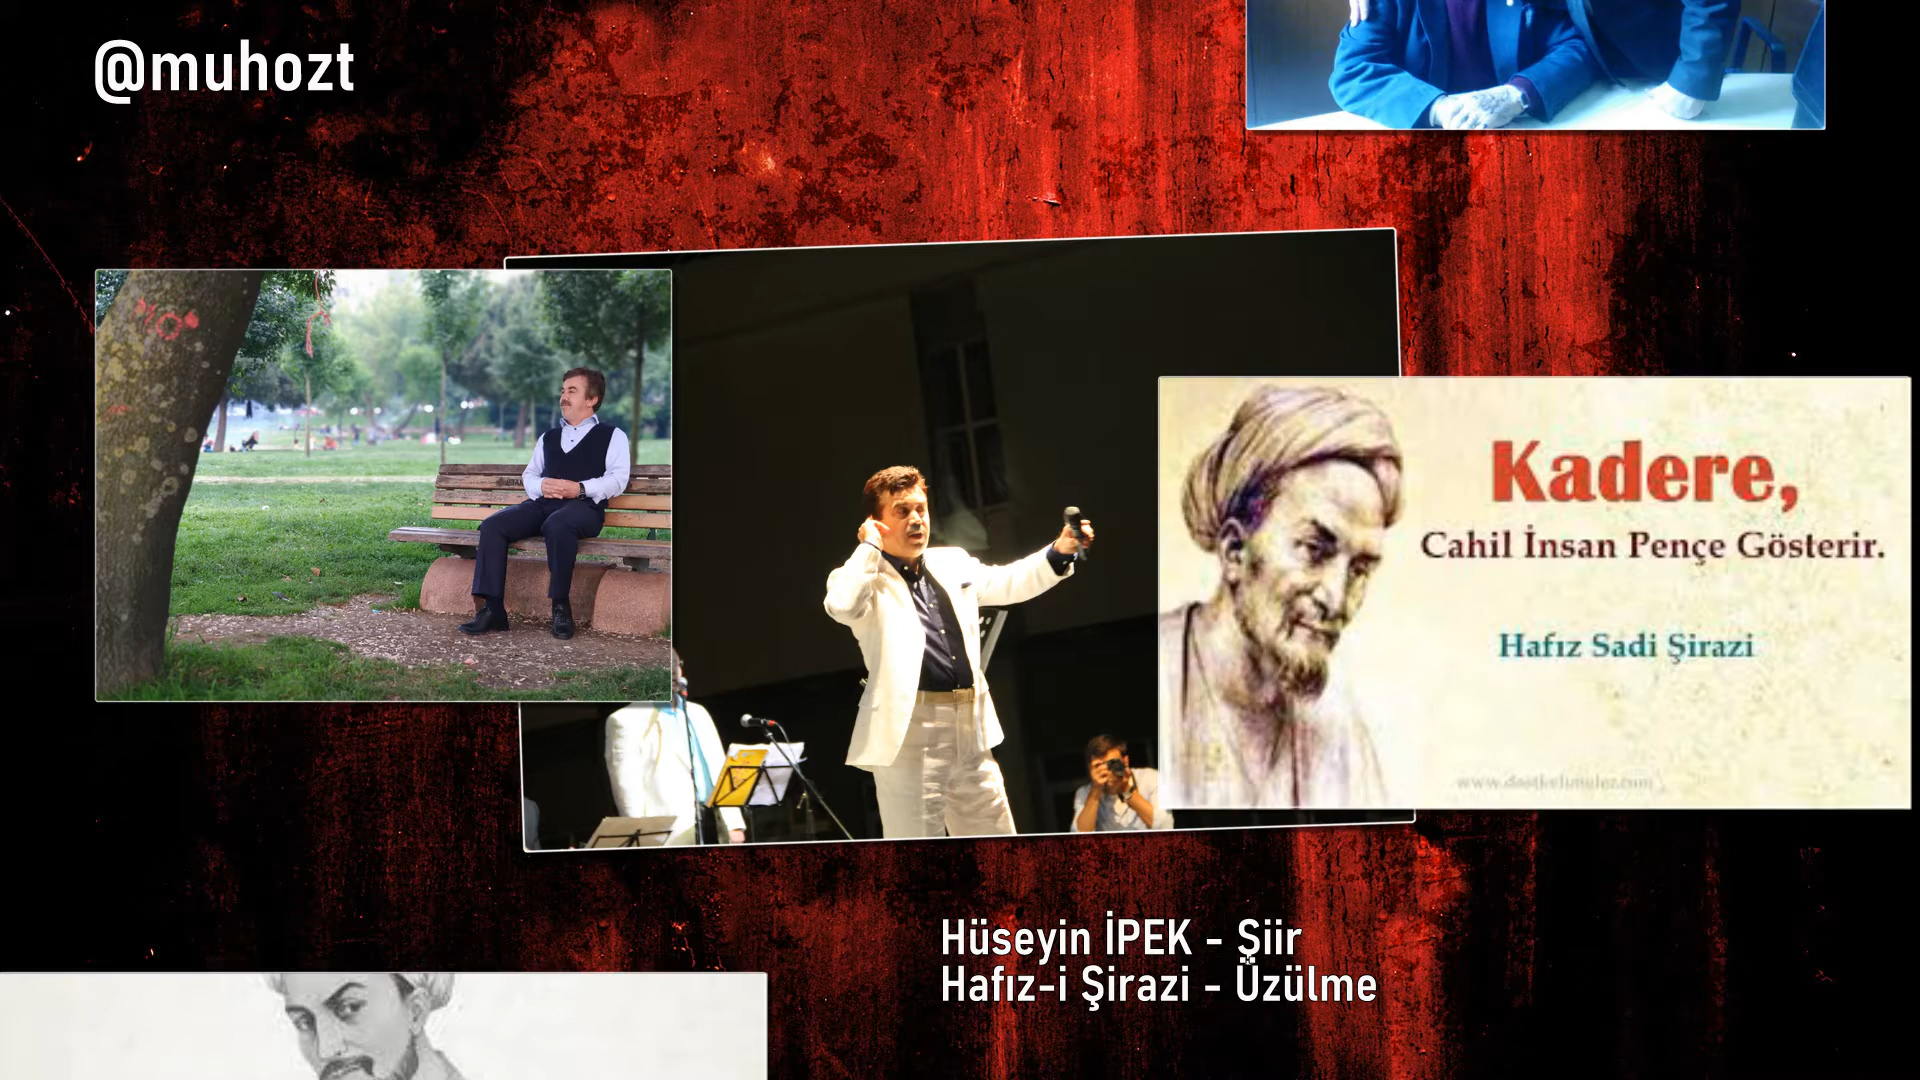 @muhozt
Kadere,
Cahil İnsan Pençe Gösterir.
Hafız Sadi Şirazi
Hüseyin İPEK - Şiir
Hafız-i Şirazi - Üzülme